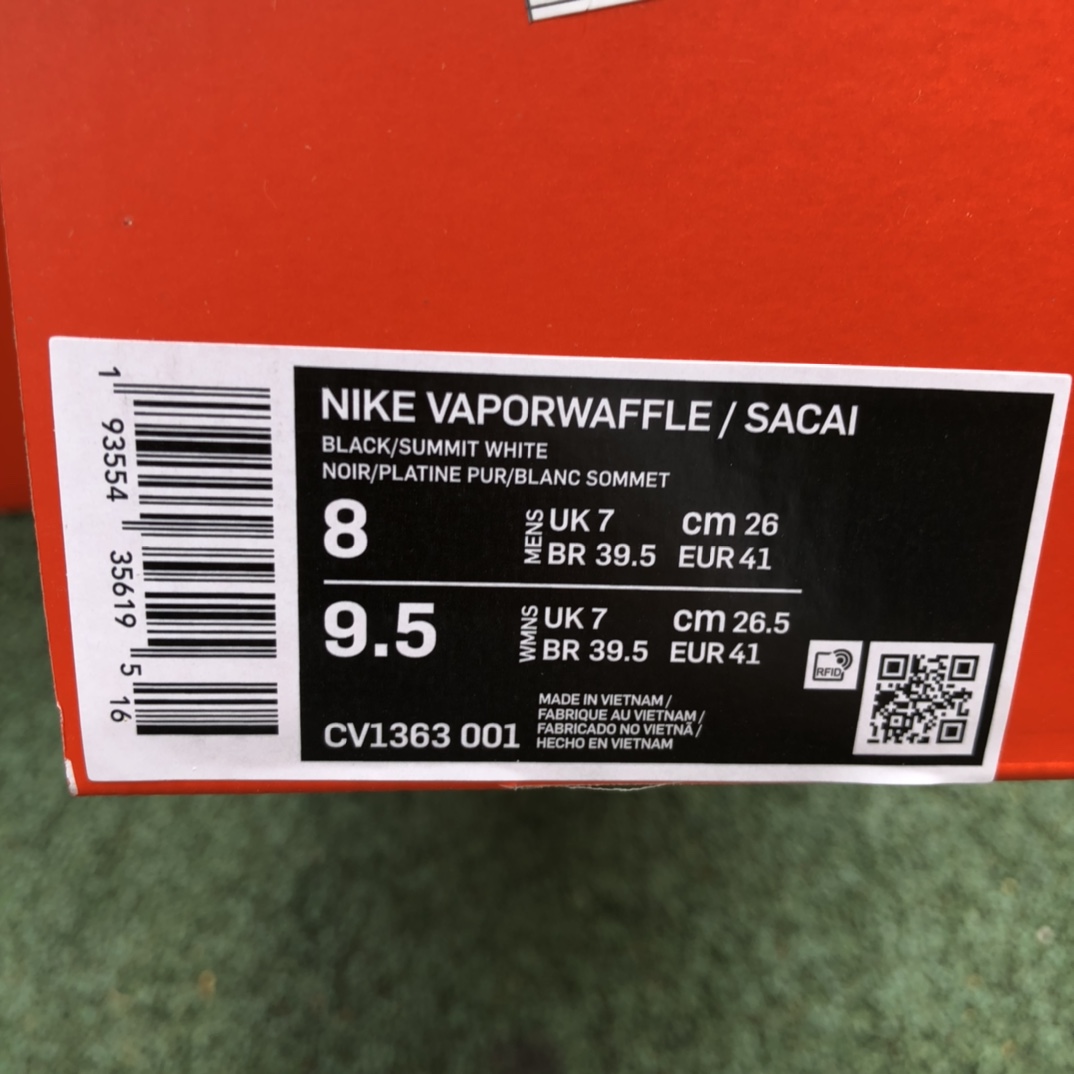 NIKE VAPORWAFFLE / SACAI
BLACK/SUMMIT WHITE
NOIR/PLATINE PUR/BLANC SOMMET
8 MENS UK 7 cm 26
BR 39.5 EUR 41
9.5 WMNS UK 7 cm 26.5
BR 39.5 EUR 41
RFID
MADE IN VIETNAM /
FABRIQUE AU VIETNAM /
FABRICADO NO VIETNÃ /
HECHO EN VIETNAM
CV1363 001
1 93554 35619 5 16